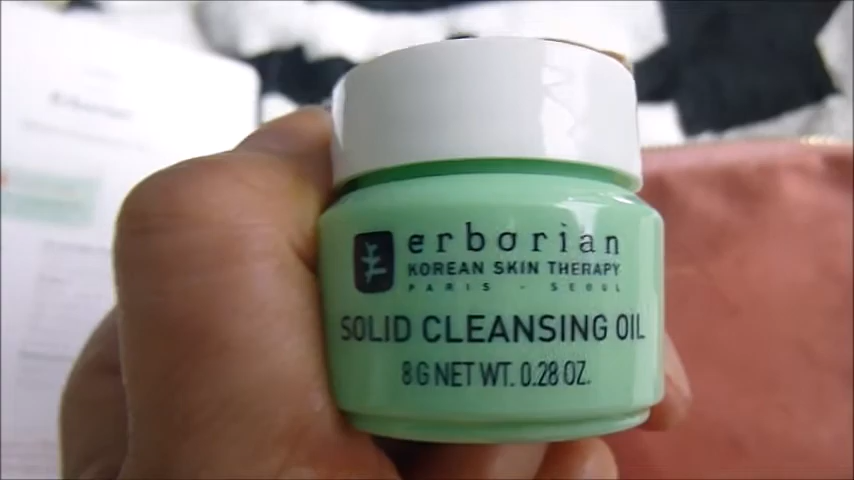 erborian
KOREAN SKIN THERAPY
PARIS - SEOUL
SOLID CLEANSING OIL
8 G NET WT. 0.28 OZ.